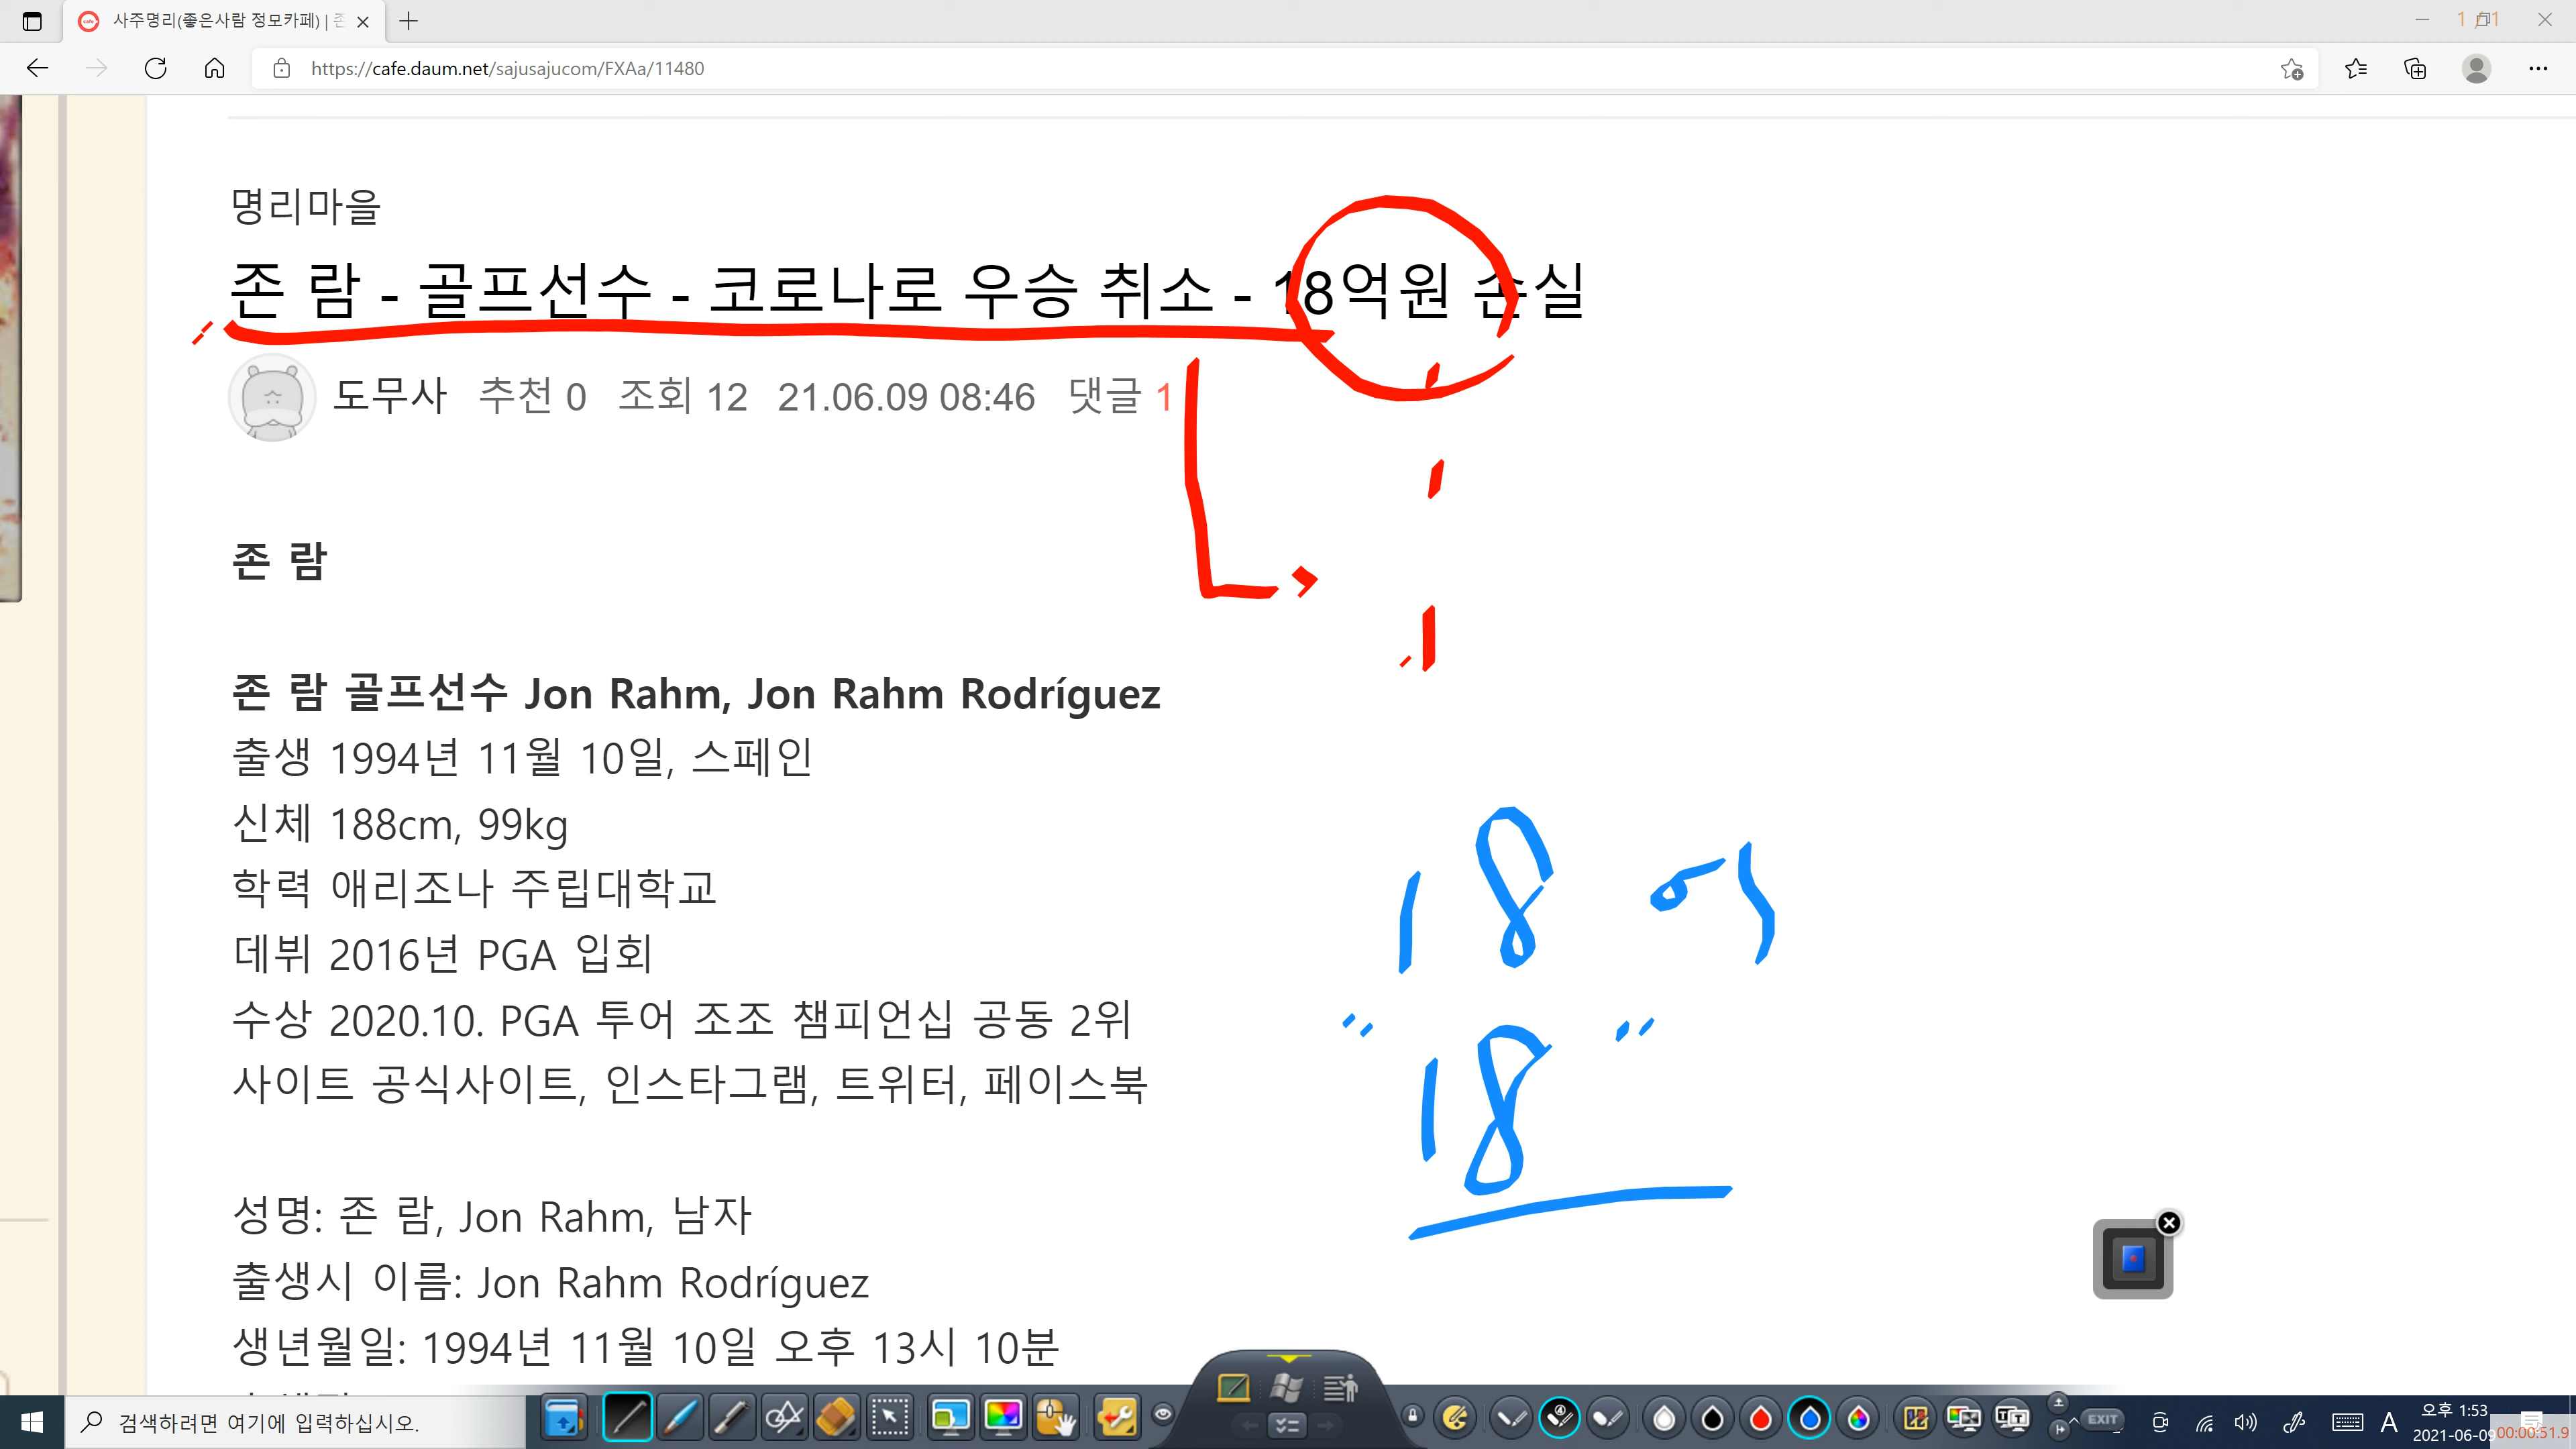 사주명리(좋은사람 정모카페) |
1 / 1
https://cafe.daum.net/sajusajucom/FXAa/11480
명리마을
존 람 - 골프선수 - 코로나로 우승 취소 - 18억원 손실
도무사 추천 0 조회 12 21.06.09 08:46 댓글 1
존 람
존 람 골프선수 Jon Rahm, Jon Rahm Rodríguez
출생 1994년 11월 10일, 스페인
신체 188cm, 99kg
학력 애리조나 주립대학교
데뷔 2016년 PGA 입회
수상 2020.10. PGA 투어 조조 챔피언십 공동 2위
사이트 공식사이트, 인스타그램, 트위터, 페이스북
18 억
" 18 "
성명: 존 람, Jon Rahm, 남자
출생시 이름: Jon Rahm Rodríguez
생년월일: 1994년 11월 10일 오후 13시 10분
검색하려면 여기에 입력하십시오.
EXIT
A
오후 1:53
2021-06-09
00:00:51.9